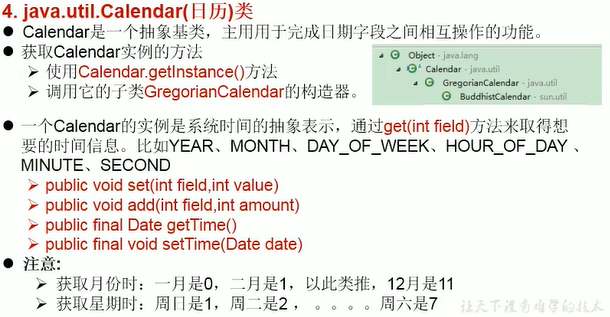 4. java.util.Calendar(日历)类
Calendar是一个抽象基类，主用用于完成日期字段之间相互操作的功能。
获取Calendar实例的方法
使用Calendar.getInstance()方法
调用它的子类GregorianCalendar的构造器。
Object - java.lang
Calendar - java.util
GregorianCalendar - java.util
BuddhistCalendar - sun.util
一个Calendar的实例是系统时间的抽象表示，通过get(int field)方法来取得想
要的时间信息。比如YEAR、MONTH、DAY_OF_WEEK、HOUR_OF_DAY 、
MINUTE、SECOND
public void set(int field,int value)
public void add(int field,int amount)
public final Date getTime()
public final void setTime(Date date)
注意:
获取月份时：一月是0，二月是1，以此类推，12月是11
获取星期时：周日是1，周二是2 ， 。。。。周六是7
让天下没有难学的技术